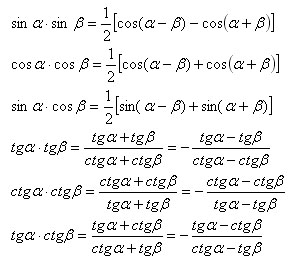 sin α·sin β = 1/2[cos(α−β)−cos(α+β)]
cos α·cos β = 1/2[cos(α−β)+cos(α+β)]
sin α·cos β = 1/2[sin(α−β)+sin(α+β)]
tgα·tgβ = (tgα+tgβ)/(ctgα+ctgβ) = −(tgα−tgβ)/(ctgα−ctgβ)
ctgα·ctgβ = (ctgα+ctgβ)/(tgα+tgβ) = −(ctgα−ctgβ)/(tgα−tgβ)
tgα·ctgβ = (tgα+ctgβ)/(ctgα+tgβ) = −(tgα−ctgβ)/(ctgα−tgβ)